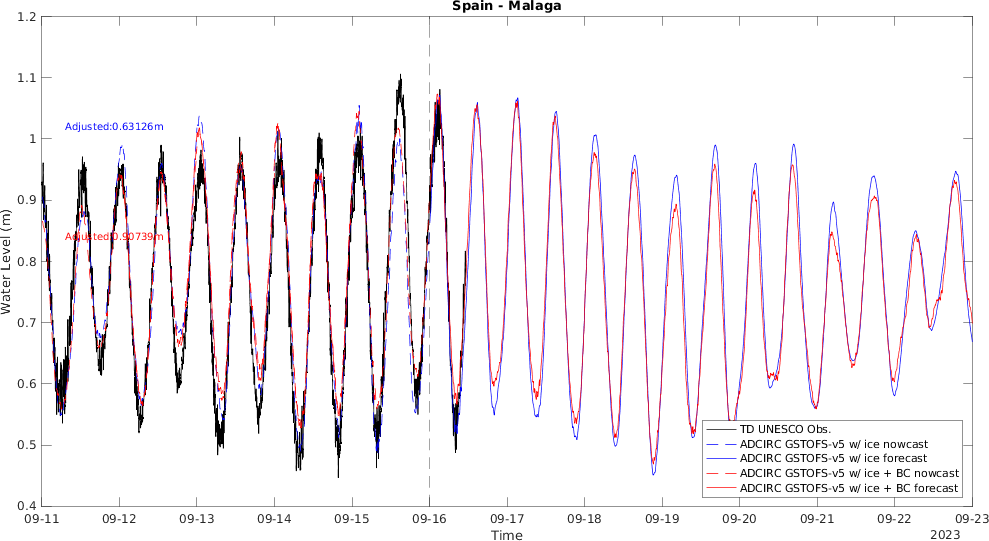 Spain - Malaga
1.2
1.1
1
0.9
0.8
0.7
0.6
0.5
0.4
Water Level (m)
Adjusted:0.63126m
Adjusted:0.90739m
TD UNESCO Obs.
ADCIRC GSTOFS-v5 w/ ice nowcast
ADCIRC GSTOFS-v5 w/ ice forecast
ADCIRC GSTOFS-v5 w/ ice + BC nowcast
ADCIRC GSTOFS-v5 w/ ice + BC forecast
09-11 09-12 09-13 09-14 09-15 09-16 09-17 09-18 09-19 09-20 09-21 09-22 09-23
Time
2023